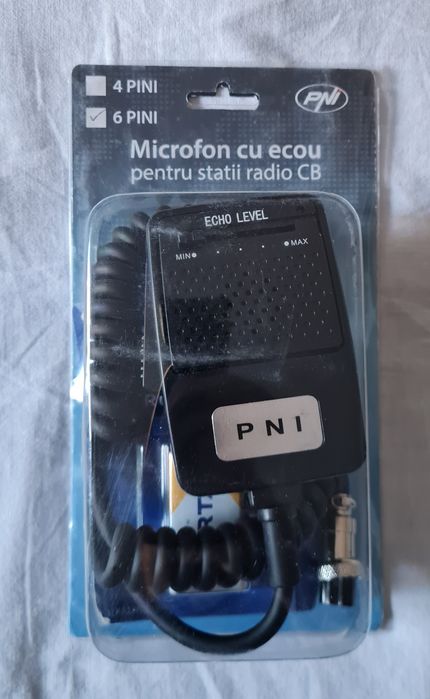 4 PINI
6 PINI
PNI
Microfon cu ecou
pentru statii radio CB
ECHO LEVEL
MIN
MAX
PNI